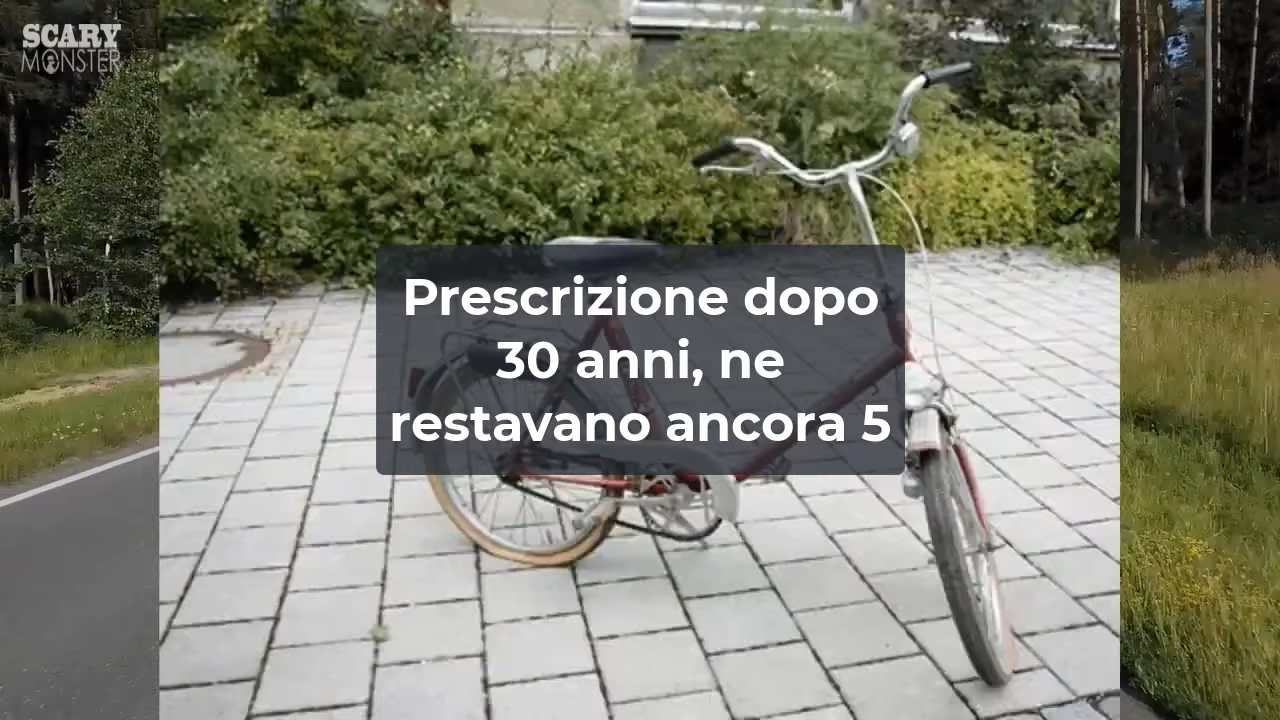 SCARY
MONSTER
Prescrizione dopo
30 anni, ne
restavano ancora 5